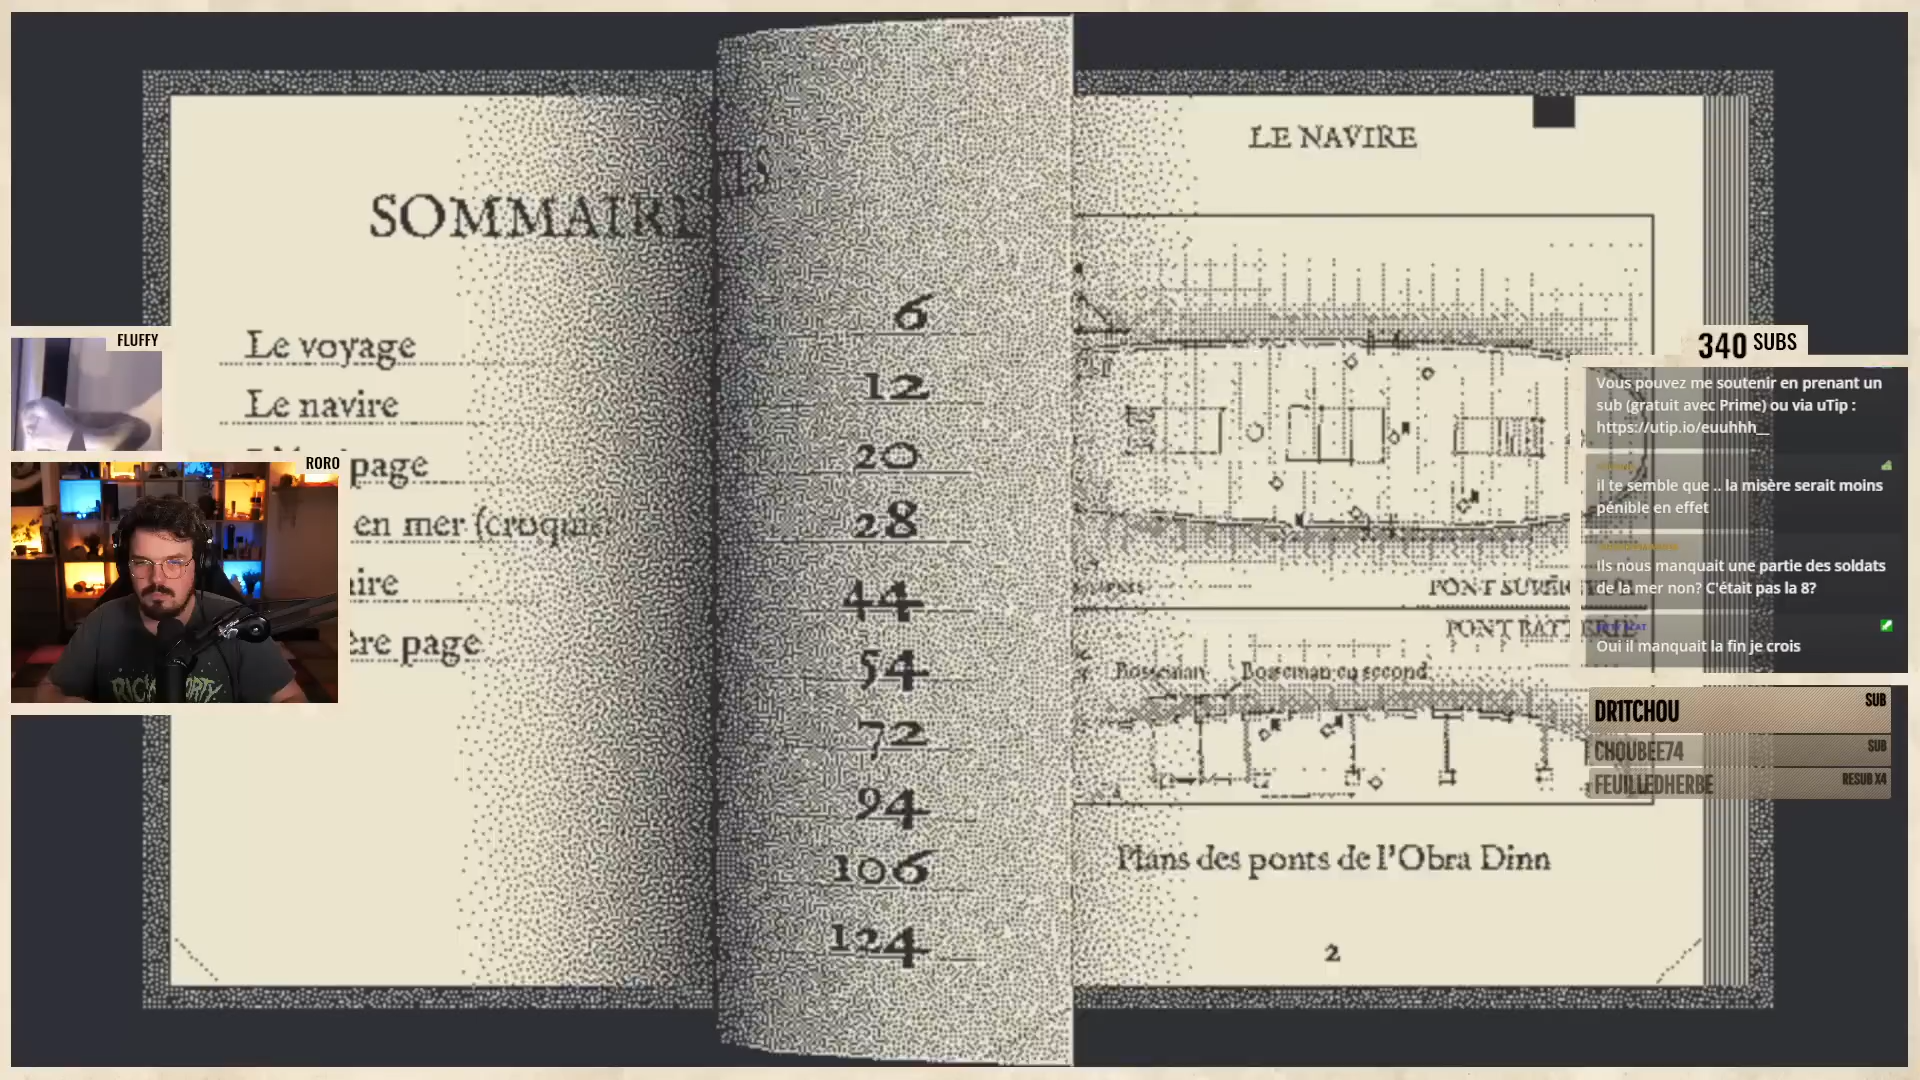 SOMMAIRE
Le voyage
Le navire
page
en mer (croquis
ire
ère page
6
12
20
28
44
54
72
94
106
124
LE NAVIRE
PONT BATTERIE
Bosseman Bosseman en second
Plans des ponts de l'Obra Dinn
2
FLUFFY
RORO
340 SUBS
Vous pouvez me soutenir en prenant un
sub (gratuit avec Prime) ou via uTip :
https://utip.io/euuhhh__
il te semble que .. la misère serait moins
pénible en effet
Ils nous manquait une partie des soldats
de la mer non? C'était pas la 8?
Oui il manquait la fin je crois
DR1TCHOU SUB
CHOUBEE74 SUB
FEUILLEDHERBE RESUB X4